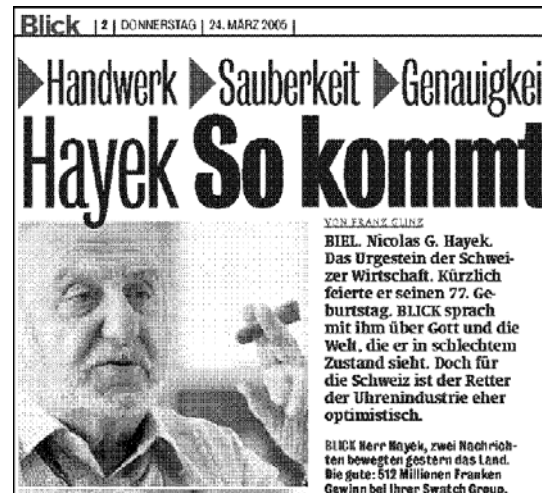 Blick | 2 | DONNERSTAG | 24. MÄRZ 2005 |
Handwerk Sauberkeit Genauigkei
Hayek So kommt
VON FRANZ GLINZ
BIEL. Nicolas G. Hayek.
Das Urgestein der Schwei-
zer Wirtschaft. Kürzlich
feierte er seinen 77. Ge-
burtstag. BLICK sprach
mit ihm über Gott und die
Welt, die er in schlechtem
Zustand sieht. Doch für
die Schweiz ist der Retter
der Uhrenindustrie eher
optimistisch.
BLICK Herr Hayek, zwei Nachrich-
ten bewegten gestern das Land.
Die gute: 512 Millionen Franken
Gewinn bei Ihrer Swatch Group.